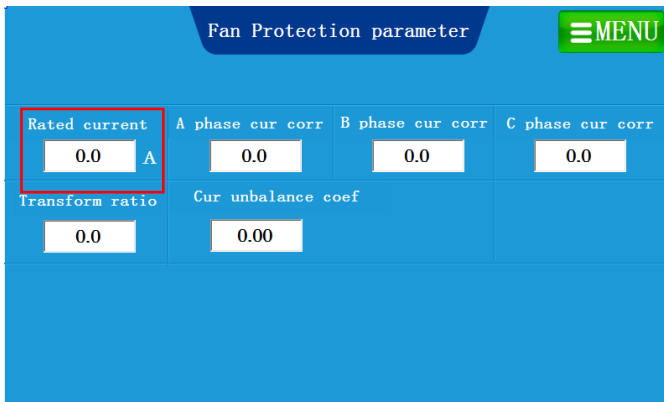 Fan Protection parameter
MENU
Rated current A phase cur corr B phase cur corr C phase cur corr
0.0 A 0.0 0.0 0.0
Transform ratio Cur unbalance coef
0.0 0.00